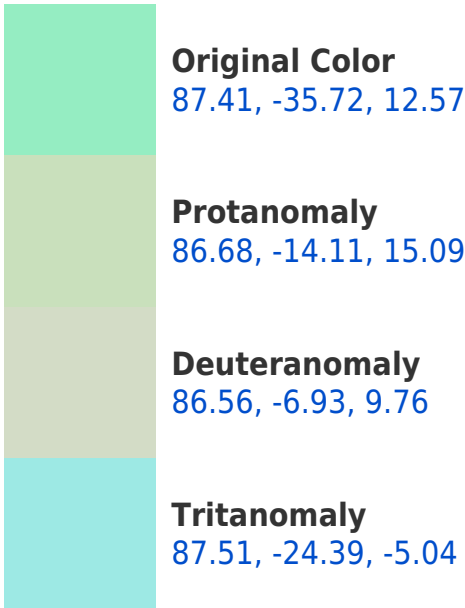 Original Color
87.41, -35.72, 12.57
Protanomaly
86.68, -14.11, 15.09
Deuteranomaly
86.56, -6.93, 9.76
Tritanomaly
87.51, -24.39, -5.04